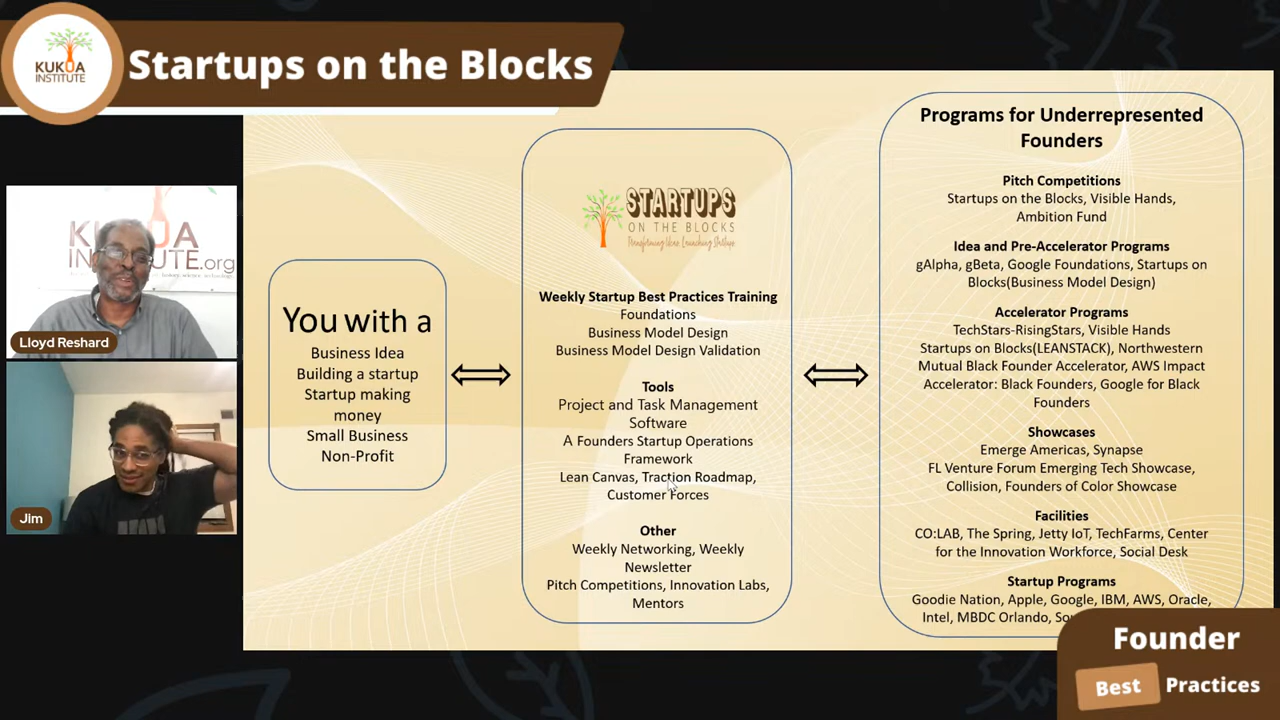 KUKUA
INSTITUTE
Startups on the Blocks
KUKUA
INSTITUTE.org
Lloyd Reshard
Jim
You with a
Business Idea
Building a startup
Startup making
money
Small Business
Non-Profit
STARTUPS
ON THE BLOCKS
Transforming Ideas, Launching Startups
Weekly Startup Best Practices Training
Foundations
Business Model Design
Business Model Design Validation
Tools
Project and Task Management
Software
A Founders Startup Operations
Framework
Lean Canvas, Traction Roadmap,
Customer Forces
Other
Weekly Networking, Weekly
Newsletter
Pitch Competitions, Innovation Labs,
Mentors
Programs for Underrepresented
Founders
Pitch Competitions
Startups on the Blocks, Visible Hands,
Ambition Fund
Idea and Pre-Accelerator Programs
gAlpha, gBeta, Google Foundations, Startups on
Blocks(Business Model Design)
Accelerator Programs
TechStars-RisingStars, Visible Hands
Startups on Blocks(LEANSTACK), Northwestern
Mutual Black Founder Accelerator, AWS Impact
Accelerator: Black Founders, Google for Black
Founders
Showcases
Emerge Americas, Synapse
FL Venture Forum Emerging Tech Showcase,
Collision, Founders of Color Showcase
Facilities
CO:LAB, The Spring, Jetty IoT, TechFarms, Center
for the Innovation Workforce, Social Desk
Startup Programs
Goodie Nation, Apple, Google, IBM, AWS, Oracle,
Intel, MBDC Orlando,
Founder
Best Practices